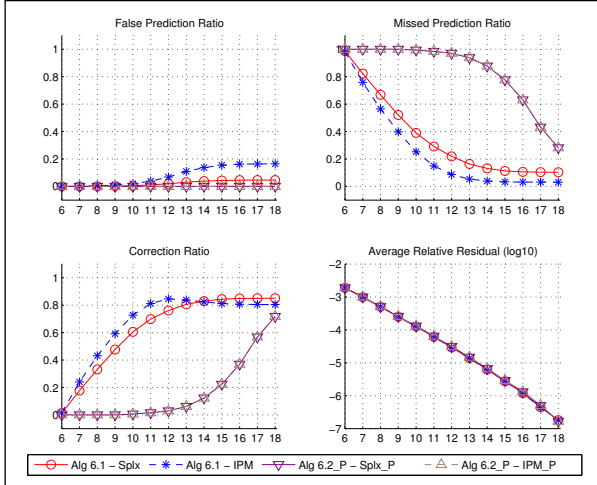 False Prediction Ratio
1
0.8
0.6
0.4
0.2
0
6 7 8 9 10 11 12 13 14 15 16 17 18
Missed Prediction Ratio
1
0.8
0.6
0.4
0.2
0
6 7 8 9 10 11 12 13 14 15 16 17 18
Correction Ratio
1
0.8
0.6
0.4
0.2
0
6 7 8 9 10 11 12 13 14 15 16 17 18
Average Relative Residual (log10)
−2
−3
−4
−5
−6
−7
6 7 8 9 10 11 12 13 14 15 16 17 18
Alg 6.1 − Splx Alg 6.1 − IPM Alg 6.2_P − Splx_P Alg 6.2_P − IPM_P